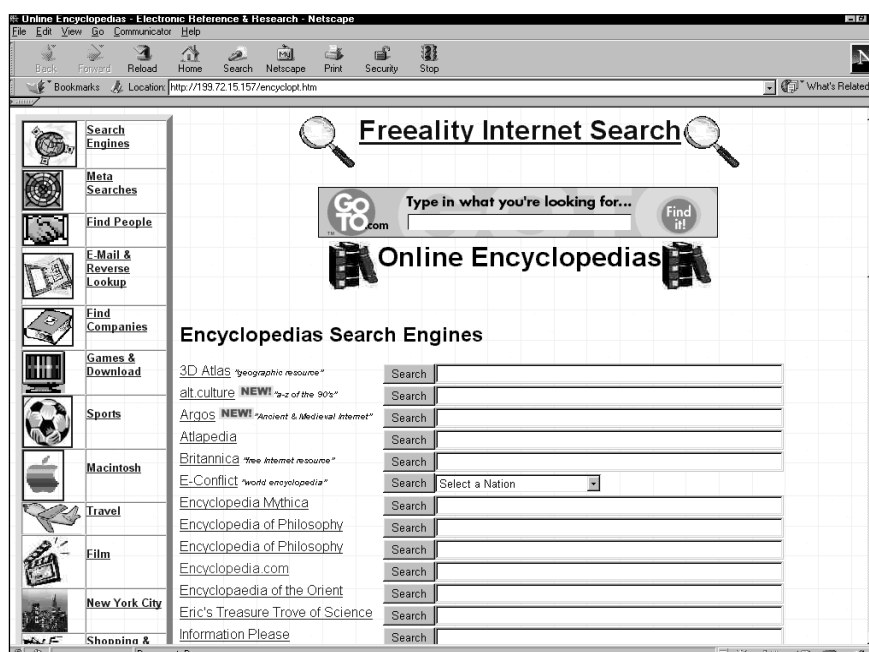 Online Encyclopedias - Electronic Reference & Research - Netscape
File Edit View Go Communicator Help
Back Forward Reload Home Search Netscape Print Security Stop
My
N
Bookmarks Location: http://199.72.15.157/encyclopt.htm What's Related
Search
Engines
Meta
Searches
Find People
E-Mail &
Reverse
Lookup
Find
Companies
Games &
Download
Sports
Macintosh
Travel
Film
New York City
Shopping &
Freeality Internet Search
GO
TO.com
Type in what you're looking for...
Find
it!
Online Encyclopedias
Encyclopedias Search Engines
3D Atlas "geographic resource" Search
alt.culture NEW! "a-z of the 90's" Search
Argos NEW! "Ancient & Medieval Internet" Search
Atlapedia Search
Britannica "free Internet resource" Search
E-Conflict "world encyclopedia" Search Select a Nation
Encyclopedia Mythica Search
Encyclopedia of Philosophy Search
Encyclopedia of Philosophy Search
Encyclopedia.com Search
Encyclopaedia of the Orient Search
Eric's Treasure Trove of Science Search
Information Please Search